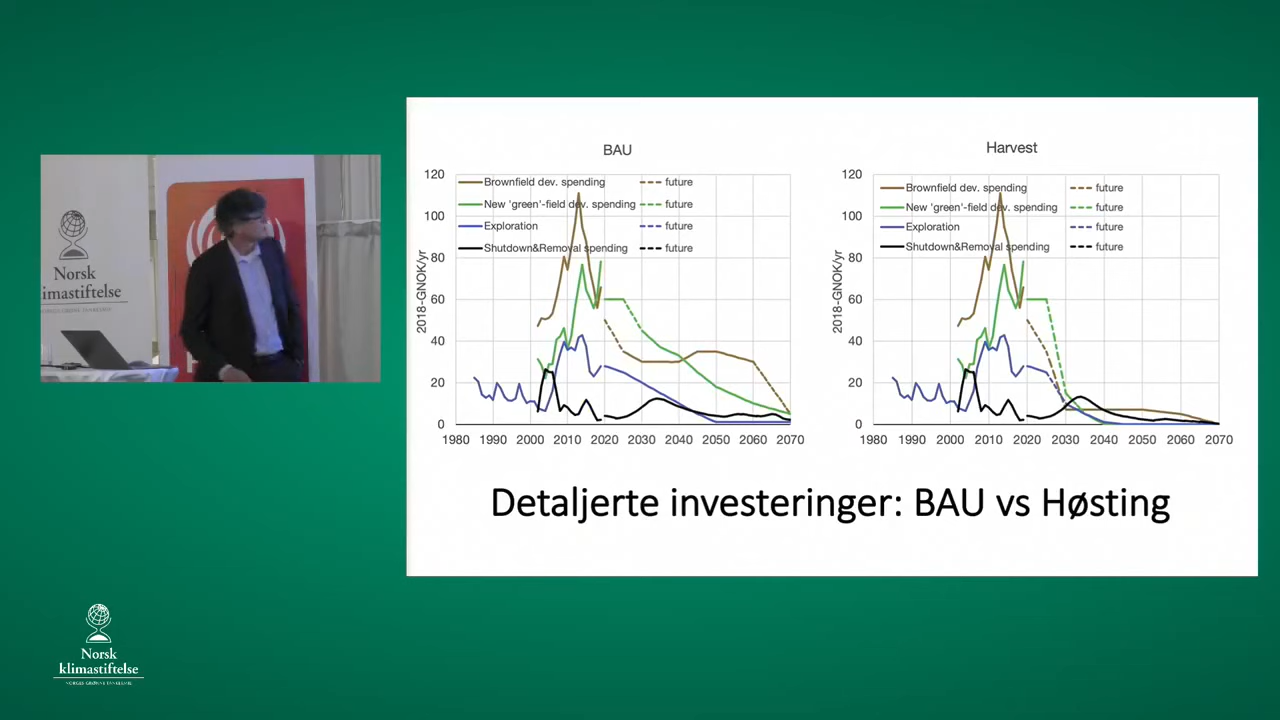 Norsk
limastiftelse
BAU
120
100
80
60
40
20
0
2018-GNOK/yr
Brownfield dev. spending
future
New 'green'-field dev. spending
future
Exploration
future
Shutdown&Removal spending
future
1980 1990 2000 2010 2020 2030 2040 2050 2060 2070
Harvest
120
100
80
60
40
20
0
2018-GNOK/yr
Brownfield dev. spending
future
New 'green'-field dev. spending
future
Exploration
future
Shutdown&Removal spending
future
1980 1990 2000 2010 2020 2030 2040 2050 2060 2070
Detaljerte investeringer: BAU vs Høsting
Norsk
klimastiftelse
NORGES GRØNNE TANKESMIE